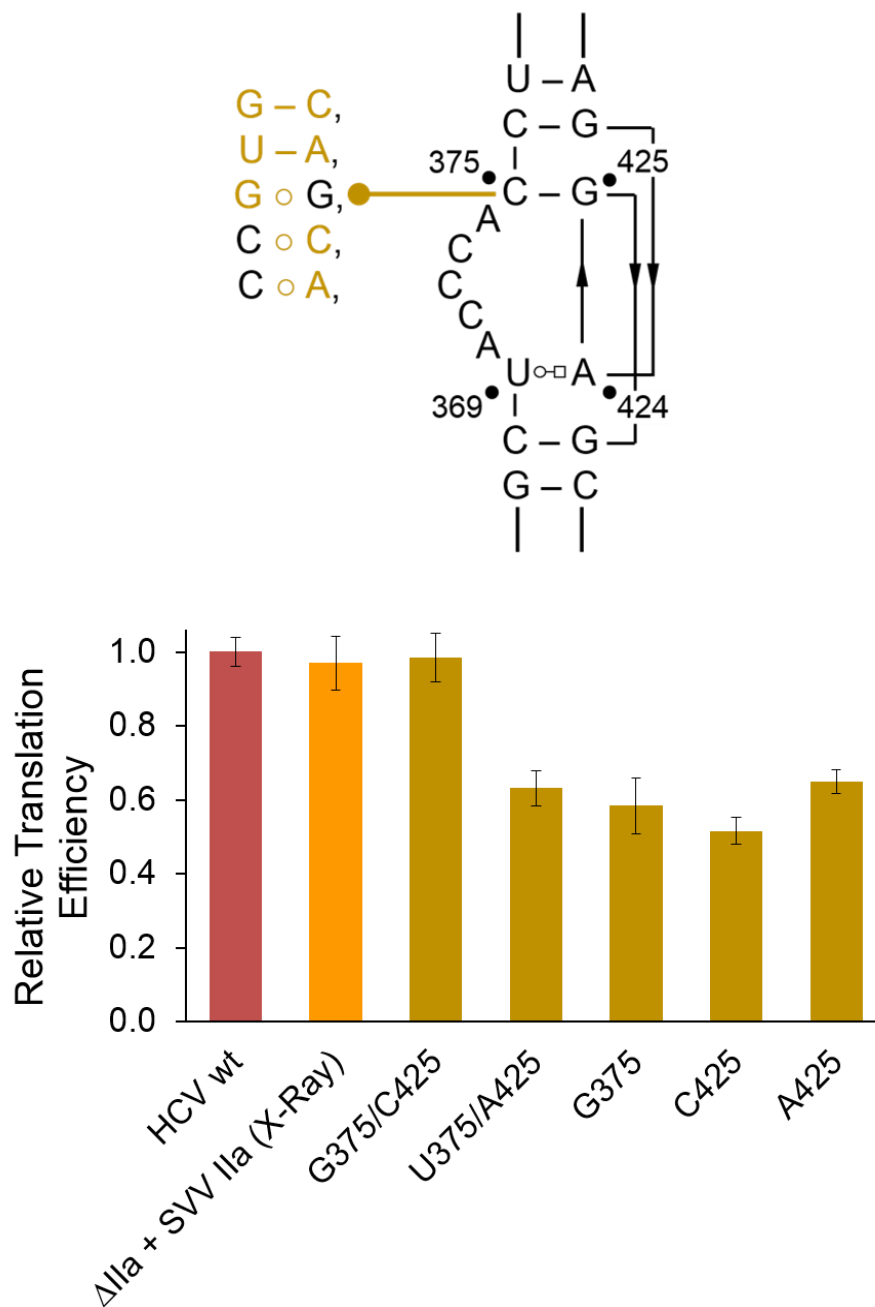 U – A
G – C,
C – G
U – A,
375
425
G ○ G,
C
G
A
C ○ C,
C
C
C ○ A,
C
A
U
A
369
424
C – G
G – C
Relative Translation
Efficiency
1.0
0.8
0.6
0.4
0.2
0.0
HCV wt
ΔIIa + SVV IIa (X-Ray)
G375/C425
U375/A425
G375
C425
A425